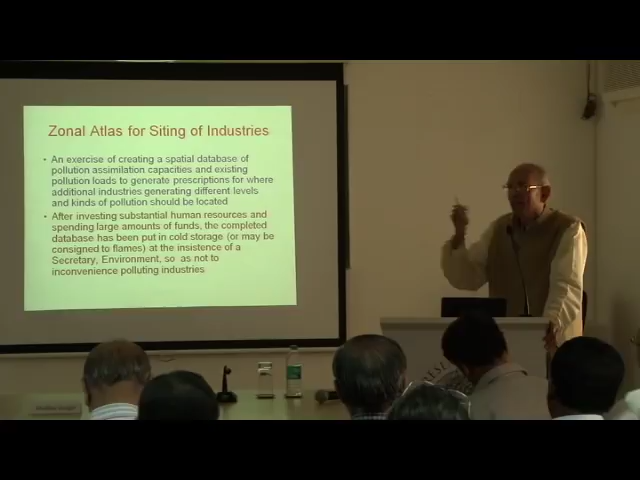 Zonal Atlas for Siting of Industries
• An exercise of creating a spatial database of
pollution assimilation capacities and existing
pollution loads to generate prescriptions for where
additional industries generating different levels
and kinds of pollution should be located
• After investing substantial human resources and
spending large amounts of funds, the completed
database has been put in cold storage (or may be
consigned to flames) at the insistence of a
Secretary, Environment, so as not to
inconvenience polluting industries